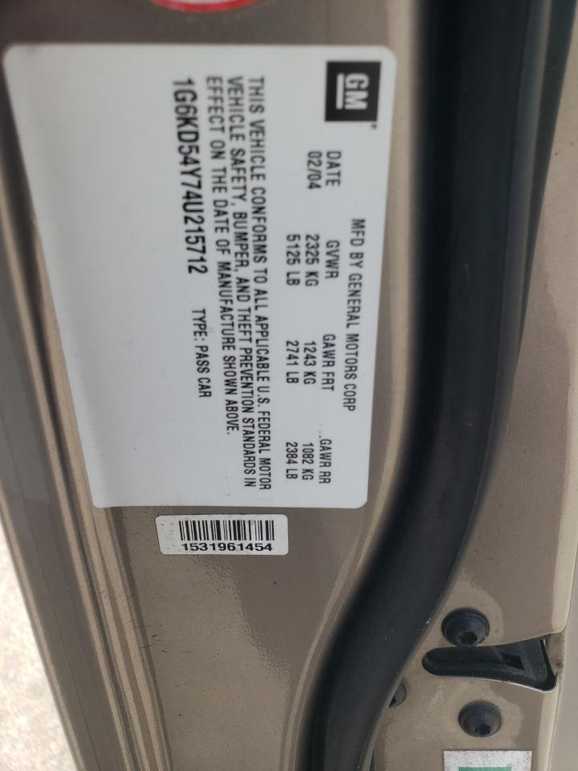 GM
MFD BY GENERAL MOTORS CORP
DATE GVWR GAWR FRT GAWR RR
02/04 2325 KG 1243 KG 1082 KG
5125 LB 2741 LB 2384 LB
THIS VEHICLE CONFORMS TO ALL APPLICABLE U.S. FEDERAL MOTOR
VEHICLE SAFETY, BUMPER, AND THEFT PREVENTION STANDARDS IN
EFFECT ON THE DATE OF MANUFACTURE SHOWN ABOVE.
1G6KD54Y74U215712 TYPE: PASS CAR
1531961454